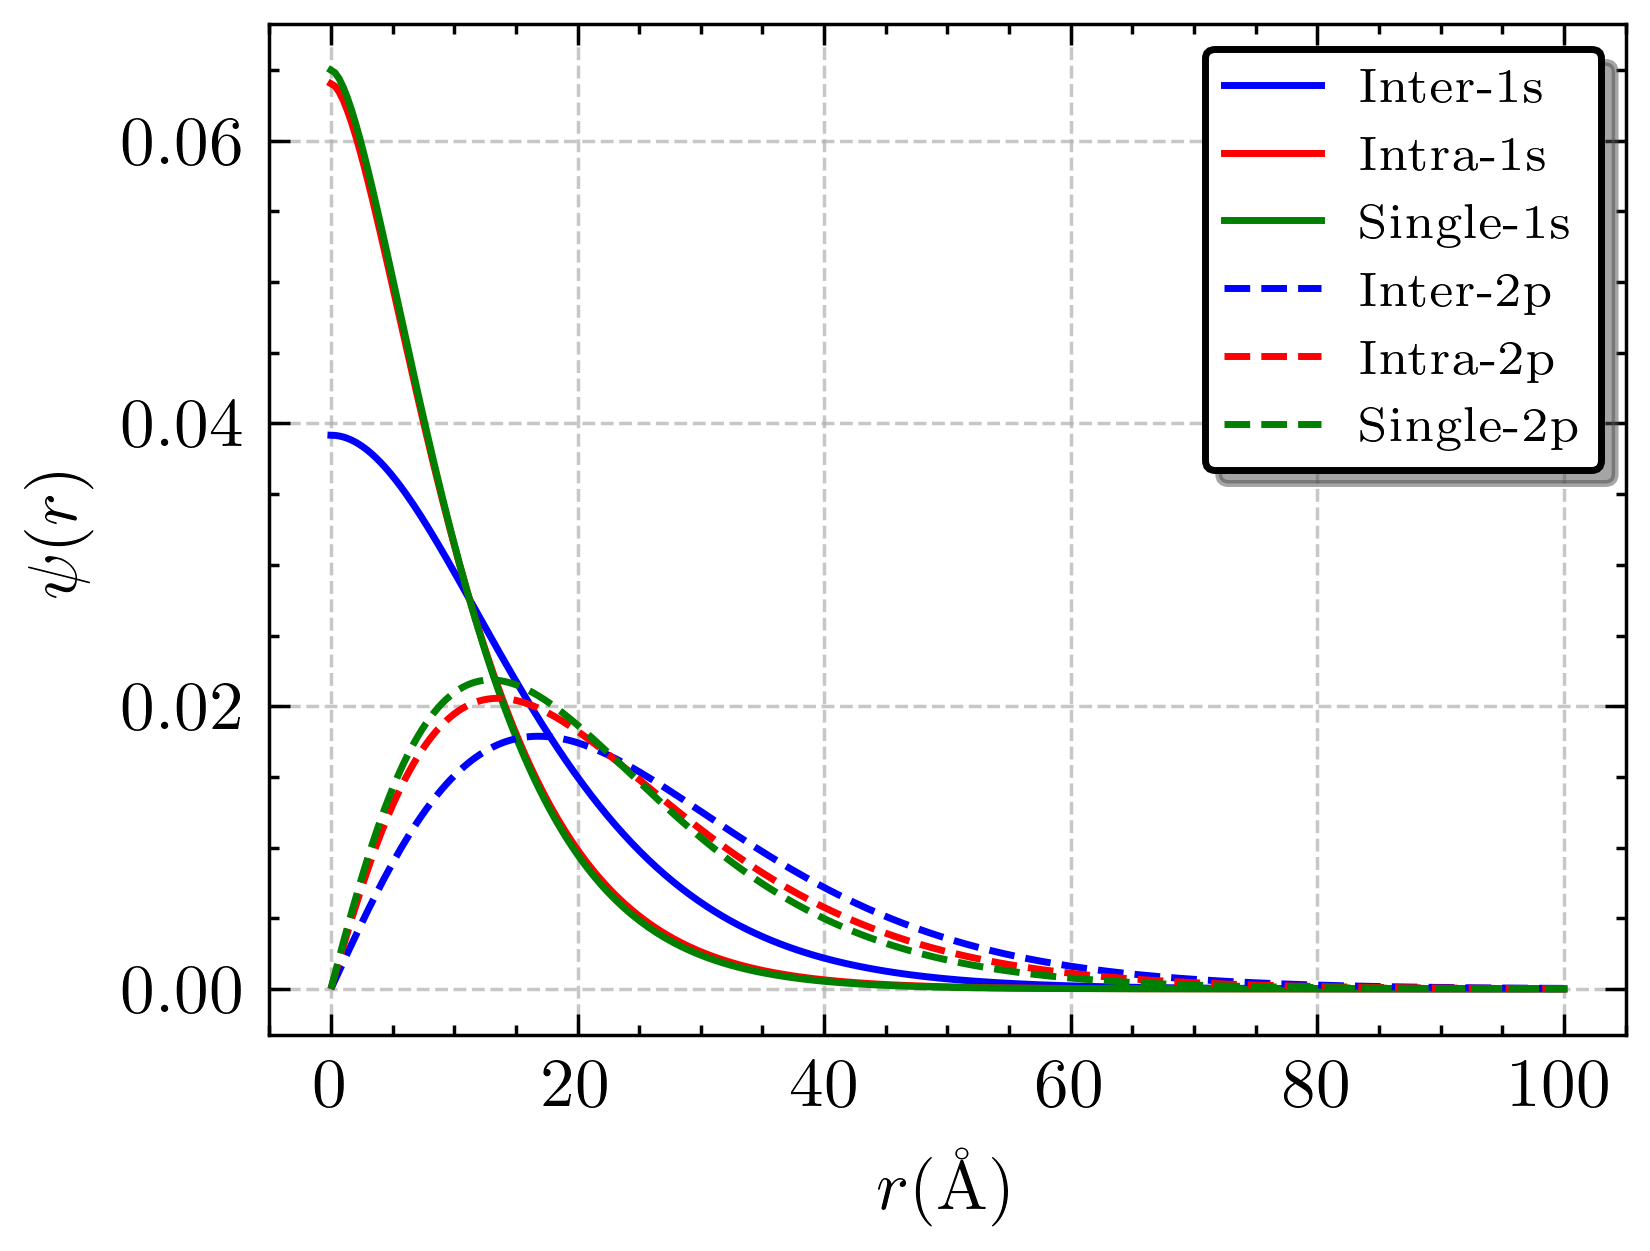 Inter-1s
Intra-1s
Single-1s
Inter-2p
Intra-2p
Single-2p
0.06
0.04
0.02
0.00
ψ(r)
0 20 40 60 80 100
r(Å)